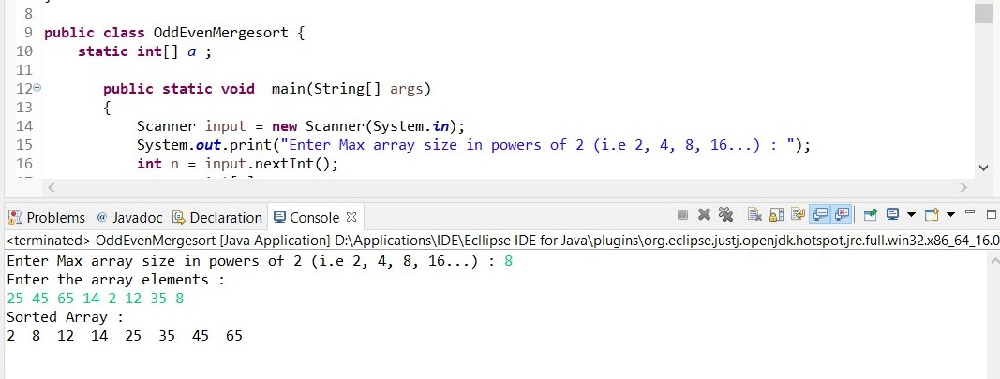 8
9 public class OddEvenMergesort {
10 static int[] a ;
11
12 public static void main(String[] args)
13 {
14 Scanner input = new Scanner(System.in);
15 System.out.print("Enter Max array size in powers of 2 (i.e 2, 4, 8, 16...) : ");
16 int n = input.nextInt();
Problems @ Javadoc Declaration Console
<terminated> OddEvenMergesort [Java Application] D:\Applications\IDE\Ecllipse IDE for Java\plugins\org.eclipse.justj.openjdk.hotspot.jre.full.win32.x86_64_16.0
Enter Max array size in powers of 2 (i.e 2, 4, 8, 16...) : 8
Enter the array elements :
25 45 65 14 2 12 35 8
Sorted Array :
2 8 12 14 25 35 45 65